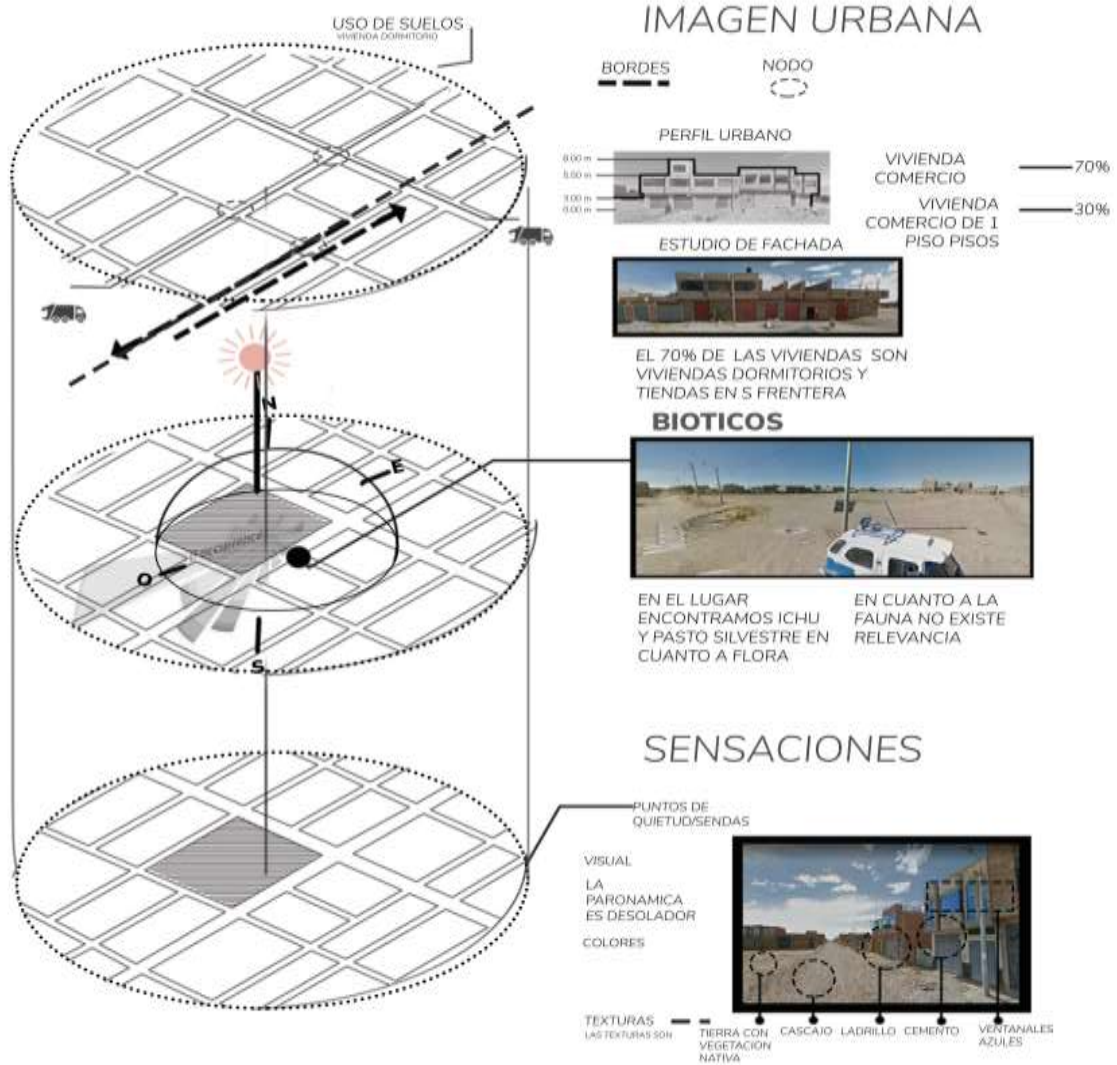 USO DE SUELOS
VIVIENDA DORMITORIO
IMAGEN URBANA
BORDES
NODO
PERFIL URBANO
3.00 m
0.00 m
VIVIENDA
COMERCIO
70%
VIVIENDA
COMERCIO DE 1
PISO PISOS
30%
ESTUDIO DE FACHADA
EL 70% DE LAS VIVIENDAS SON
VIVIENDAS DORMITORIOS Y
TIENDAS EN S FRENTERA
BIOTICOS
N
E
O
S
EN EL LUGAR
ENCONTRAMOS ICHU
Y PASTO SILVESTRE EN
CUANTO A FLORA
EN CUANTO A LA
FAUNA NO EXISTE
RELEVANCIA
SENSACIONES
PUNTOS DE
QUIETUD/SENDAS
VISUAL
LA
PARONAMICA
ES DESOLADOR
COLORES
TEXTURAS
LAS TEXTURAS SON
TIERRA CON
VEGETACION
NATIVA
CASCAJO
LADRILLO
CEMENTO
VENTANALES
AZULES